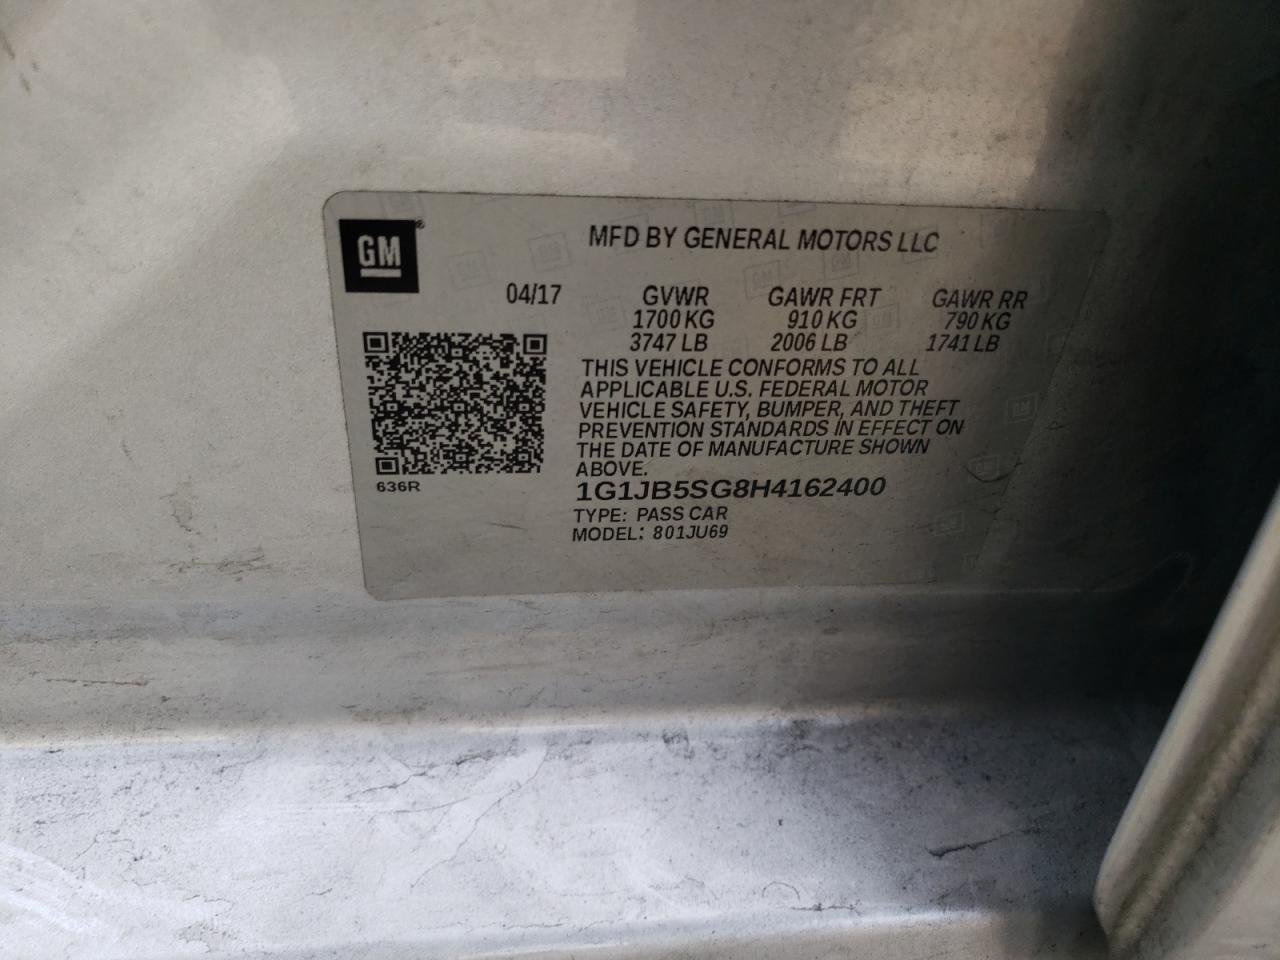 GM
MFD BY GENERAL MOTORS LLC
04/17 GVWR GAWR FRT GAWR RR
1700 KG 910 KG 790 KG
3747 LB 2006 LB 1741 LB
THIS VEHICLE CONFORMS TO ALL
APPLICABLE U.S. FEDERAL MOTOR
VEHICLE SAFETY, BUMPER, AND THEFT
PREVENTION STANDARDS IN EFFECT ON
THE DATE OF MANUFACTURE SHOWN
ABOVE.
636R
1G1JB5SG8H4162400
TYPE: PASS CAR
MODEL: 801JU69